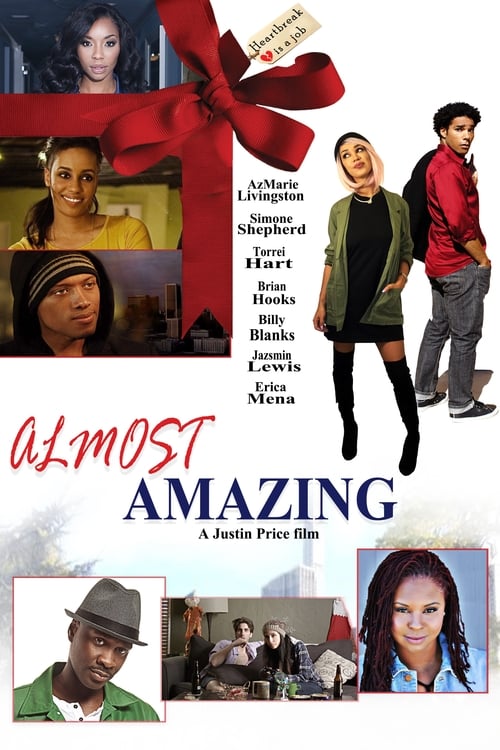 Heartbreak
is a job
AzMarie
Livingston
Simone
Shepherd
Torrei
Hart
Brian
Hooks
Billy
Blanks
Jazsmin
Lewis
Erica
Mena
ALMOST
AMAZING
A Justin Price film